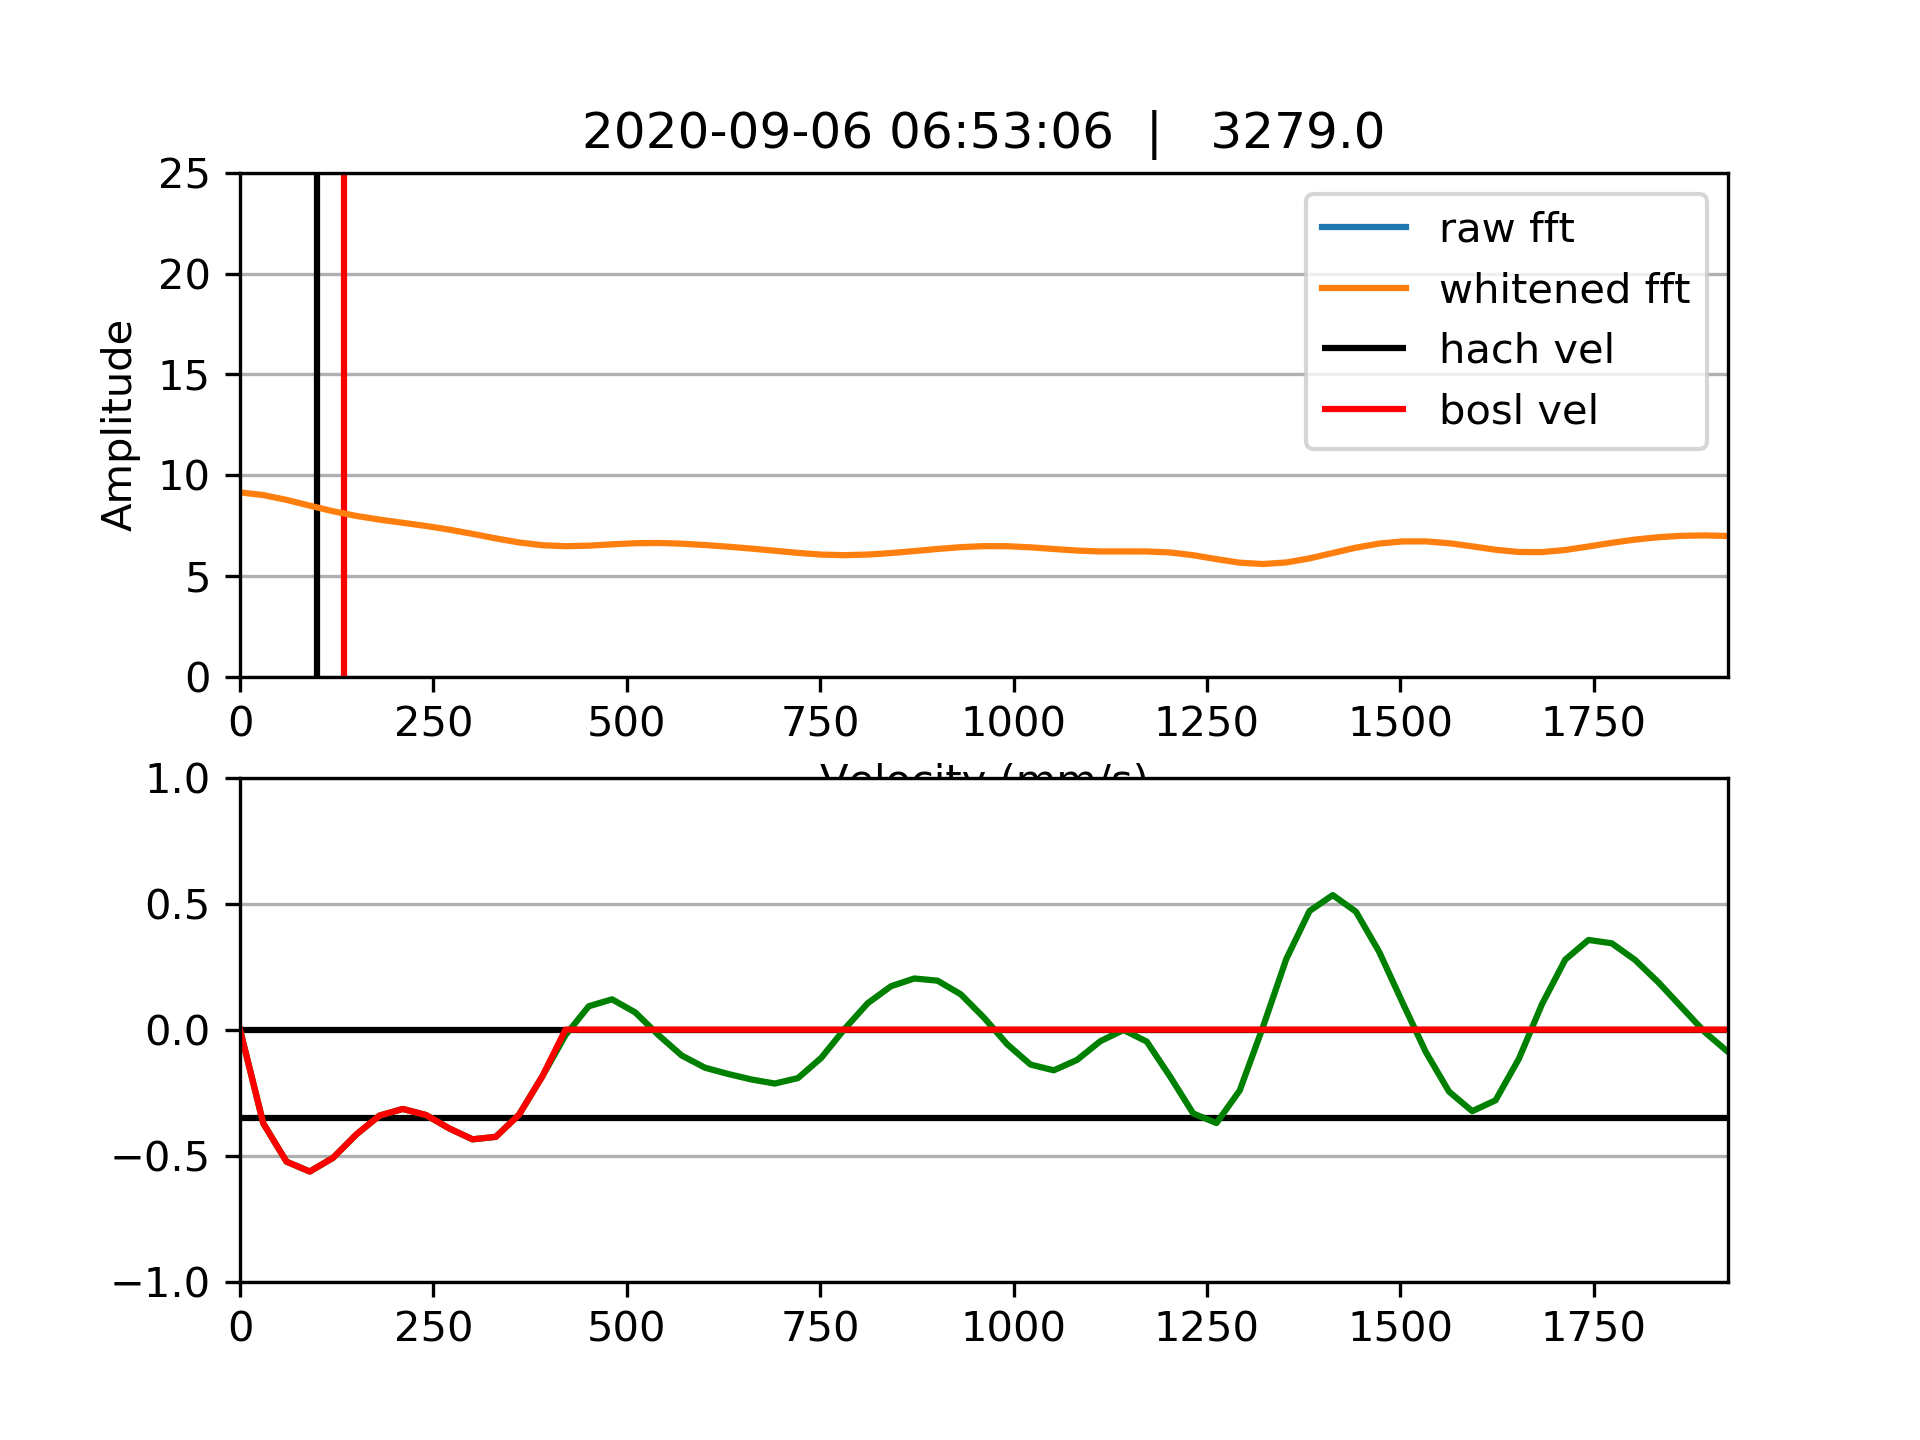 2020-09-06 06:53:06 | 3279.0
25
20
15
10
5
0
Amplitude
raw fft
whitened fft
hach vel
bosl vel
0 250 500 750 1000 1250 1500 1750
Velocity (mm/s)
1.0
0.5
0.0
−0.5
−1.0
0 250 500 750 1000 1250 1500 1750